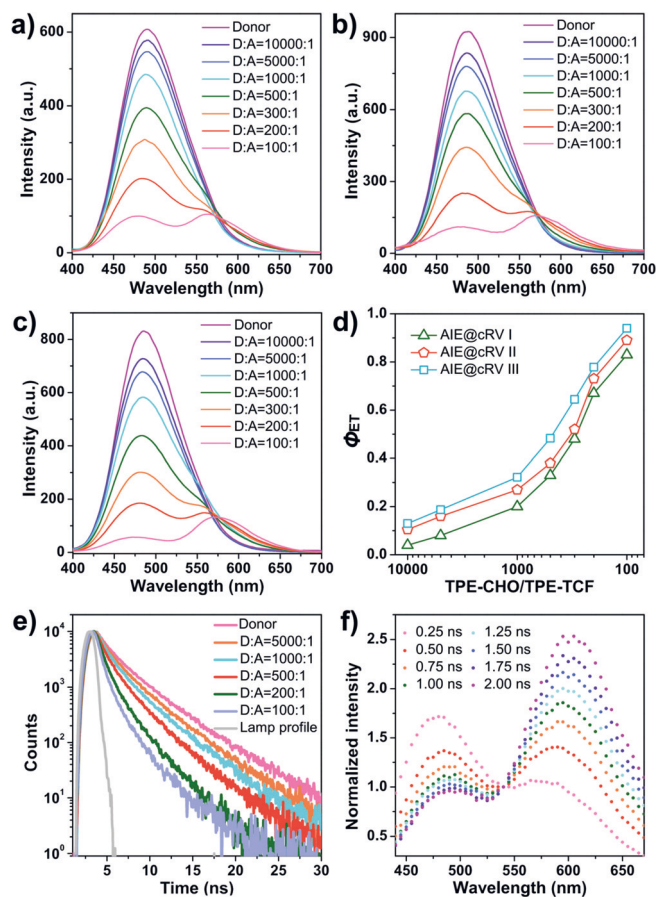 a)
600
400
200
0
Intensity (a.u.)
400 450 500 550 600 650 700
Wavelength (nm)
Donor
D:A=10000:1
D:A=5000:1
D:A=1000:1
D:A=500:1
D:A=300:1
D:A=200:1
D:A=100:1
b)
900
600
300
0
Intensity (a.u.)
400 450 500 550 600 650 700
Wavelength (nm)
Donor
D:A=10000:1
D:A=5000:1
D:A=1000:1
D:A=500:1
D:A=300:1
D:A=200:1
D:A=100:1
c)
800
600
400
200
0
Intensity (a.u.)
400 450 500 550 600 650 700
Wavelength (nm)
Donor
D:A=10000:1
D:A=5000:1
D:A=1000:1
D:A=500:1
D:A=300:1
D:A=200:1
D:A=100:1
d)
1.0
0.8
0.6
0.4
0.2
0.0
ΦET
10000 1000 100
TPE-CHO/TPE-TCF
AIE@cRV I
AIE@cRV II
AIE@cRV III
e)
10⁴
10³
10²
10¹
10⁰
Counts
5 10 15 20 25 30
Time (ns)
Donor
D:A=5000:1
D:A=1000:1
D:A=500:1
D:A=200:1
D:A=100:1
Lamp profile
f)
2.5
2.0
1.5
1.0
0.5
Normalized intensity
450 500 550 600 650
Wavelength (nm)
0.25 ns 1.25 ns
0.50 ns 1.50 ns
0.75 ns 1.75 ns
1.00 ns 2.00 ns